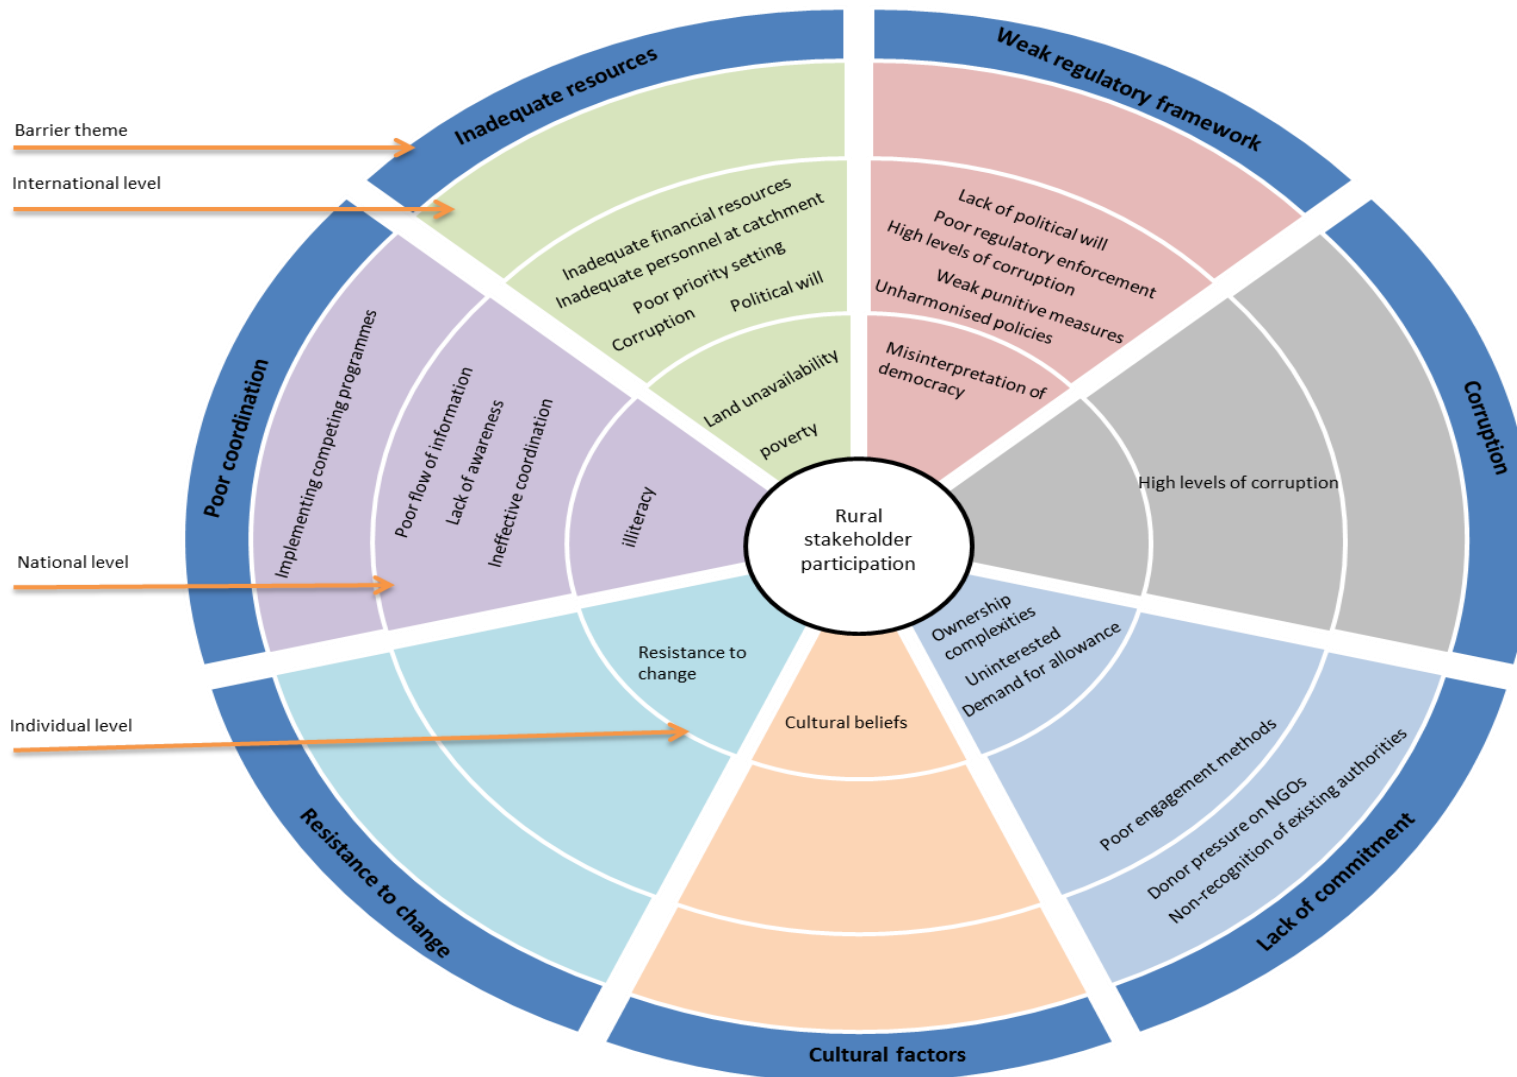 Barrier theme
International level
National level
Individual level
Inadequate resources
Inadequate financial resources
Inadequate personnel at catchment
Poor priority setting
Political will
Corruption
Land unavailability
poverty
Weak regulatory framework
Lack of political will
Poor regulatory enforcement
High levels of corruption
Weak punitive measures
Unharmonised policies
Misinterpretation of
democracy
Corruption
High levels of corruption
Lack of commitment
Ownership
complexities
Uninterested
Demand for allowance
Poor engagement methods
Donor pressure on NGOs
Non-recognition of existing authorities
Cultural factors
Cultural beliefs
Resistance to change
Resistance to
change
Poor coordination
Implementing competing programmes
Poor flow of information
Lack of awareness
Ineffective coordination
illiteracy
Rural
stakeholder
participation